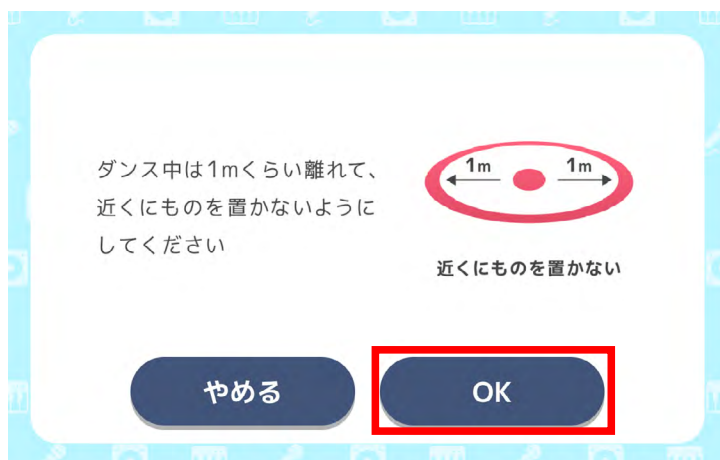 ダンス中は1mくらい離れて、
近くにものを置かないように
してください
1m 1m
近くにものを置かない
やめる
OK